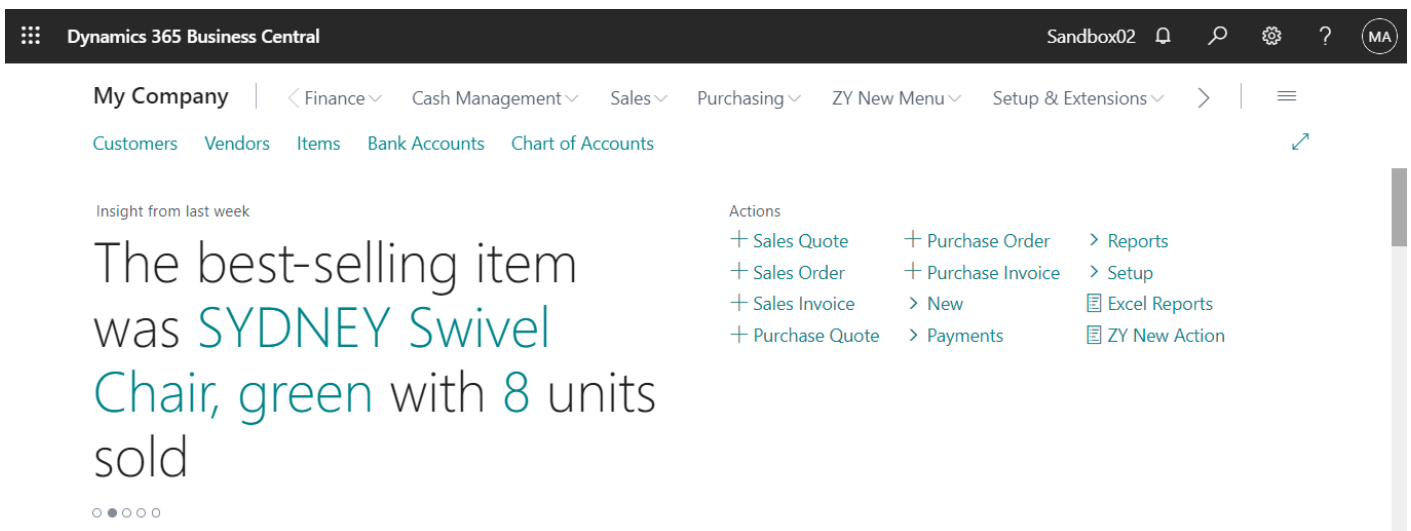 Dynamics 365 Business Central Sandbox02 ? MA
My Company Finance Cash Management Sales Purchasing ZY New Menu Setup & Extensions
Customers Vendors Items Bank Accounts Chart of Accounts
Insight from last week
The best-selling item
was SYDNEY Swivel
Chair, green with 8 units
sold
Actions
+ Sales Quote + Purchase Order > Reports
+ Sales Order + Purchase Invoice > Setup
+ Sales Invoice > New Excel Reports
+ Purchase Quote > Payments ZY New Action